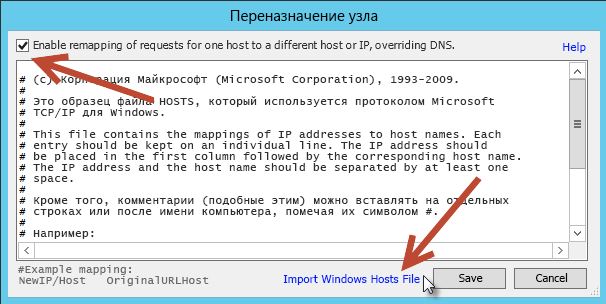 Переназначение узла
Enable remapping of requests for one host to a different host or IP, overriding DNS.
Help
# (c) Корпорация Майкрософт (Microsoft Corporation), 1993-2009.
#
# Это образец файла HOSTS, который используется протоколом Microsoft
# TCP/IP для Windows.
#
# This file contains the mappings of IP addresses to host names. Each
# entry should be kept on an individual line. The IP address should
# be placed in the first column followed by the corresponding host name.
# The IP address and the host name should be separated by at least one
# space.
#
# Кроме того, комментарии (подобные этим) можно вставлять на отдельных
# строках или после имени компьютера, помечая их символом #.
#
# Например:
#Example mapping:
NewIP/Host OriginalURLHost
Import Windows Hosts File
Save
Cancel